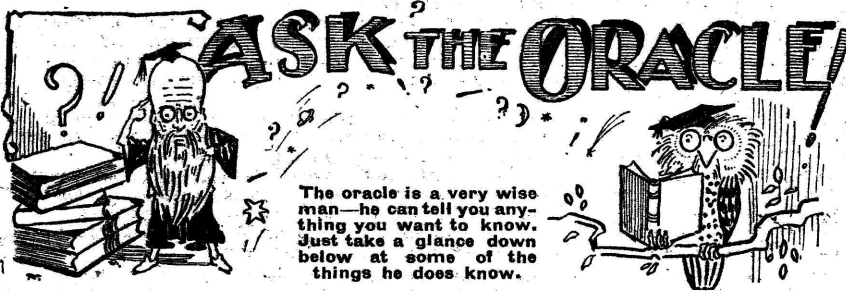 ASK THE ORACLE!
The oracle is a very wise
man—he can tell you any-
thing you want to know.
Just take a glance down
below at some of the
things he does know.